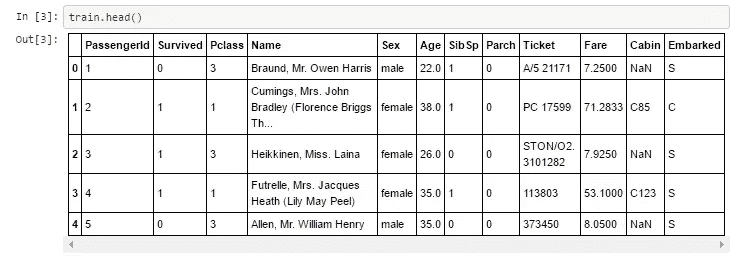 In [3]: train.head()
Out[3]:
PassengerId Survived Pclass Name Sex Age SibSp Parch Ticket Fare Cabin Embarked
0 1 0 3 Braund, Mr. Owen Harris male 22.0 1 0 A/5 21171 7.2500 NaN S
1 2 1 1 Cumings, Mrs. John Bradley (Florence Briggs Th... female 38.0 1 0 PC 17599 71.2833 C85 C
2 3 1 3 Heikkinen, Miss. Laina female 26.0 0 0 STON/O2. 3101282 7.9250 NaN S
3 4 1 1 Futrelle, Mrs. Jacques Heath (Lily May Peel) female 35.0 1 0 113803 53.1000 C123 S
4 5 0 3 Allen, Mr. William Henry male 35.0 0 0 373450 8.0500 NaN S